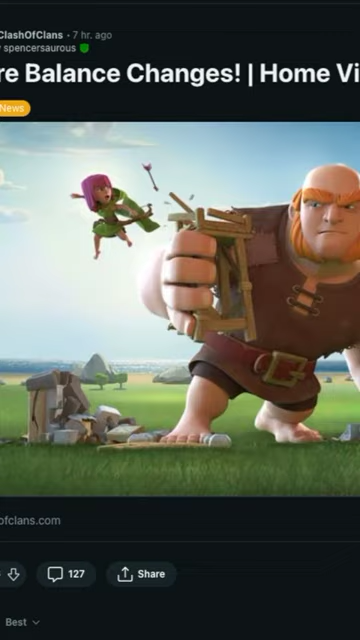 ClashOfClans · 7 hr. ago
spencersaurous
re Balance Changes! | Home Vi
News
ofclans.com
127
Share
Best